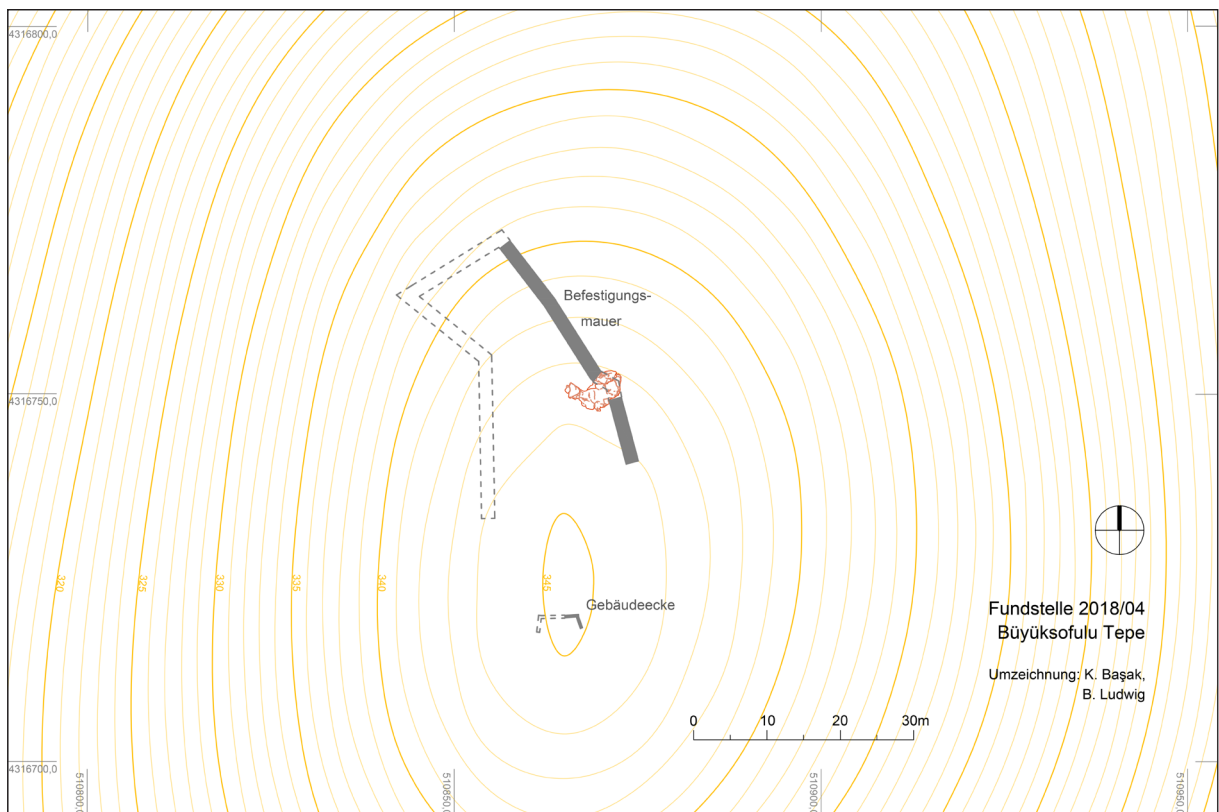 4316800,0
Befestigungs-
mauer
4316750,0
320
325
330
335
340
345
Gebäudeecke
Fundstelle 2018/04
Büyüksofulu Tepe
Umzeichnung: K. Başak,
B. Ludwig
0 10 20 30m
4316700,0
510800,0
510850,0
510900,0
510950,0